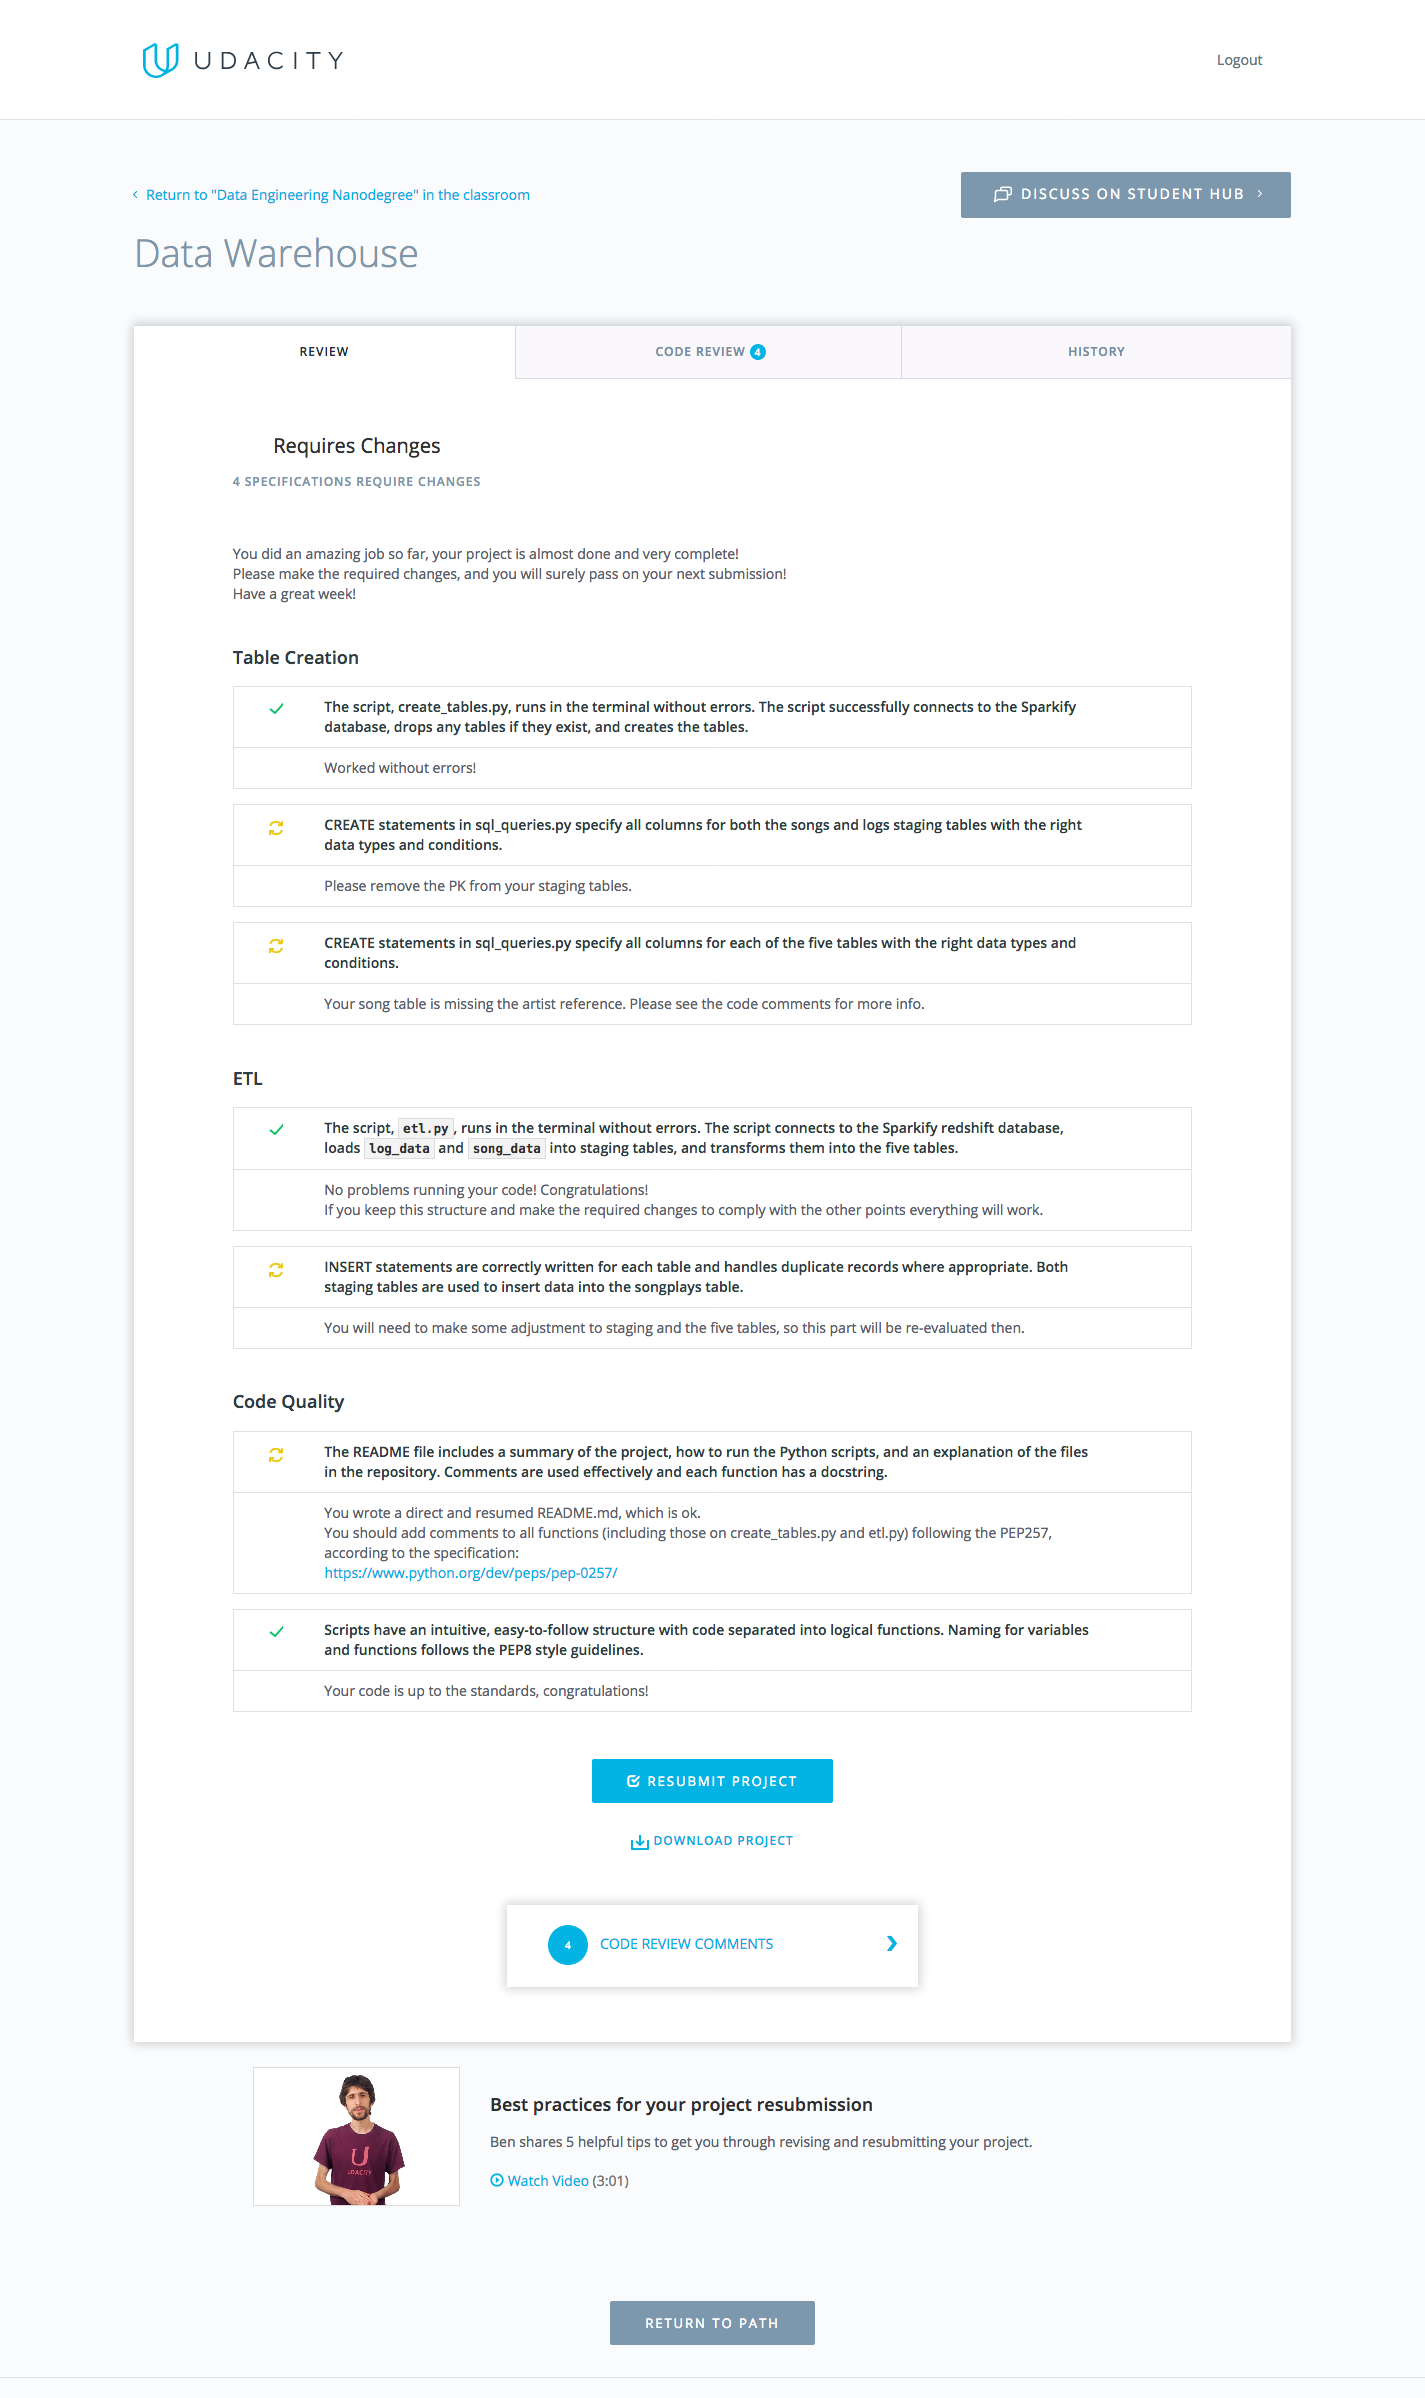 UDACITY
Logout
Return to "Data Engineering Nanodegree" in the classroom
DISCUSS ON STUDENT HUB
Data Warehouse
REVIEW
CODE REVIEW 4
HISTORY
Requires Changes
4 SPECIFICATIONS REQUIRE CHANGES
You did an amazing job so far, your project is almost done and very complete!
Please make the required changes, and you will surely pass on your next submission!
Have a great week!
Table Creation
The script, create_tables.py, runs in the terminal without errors. The script successfully connects to the Sparkify
database, drops any tables if they exist, and creates the tables.
Worked without errors!
CREATE statements in sql_queries.py specify all columns for both the songs and logs staging tables with the right
data types and conditions.
Please remove the PK from your staging tables.
CREATE statements in sql_queries.py specify all columns for each of the five tables with the right data types and
conditions.
Your song table is missing the artist reference. Please see the code comments for more info.
ETL
The script, etl.py, runs in the terminal without errors. The script connects to the Sparkify redshift database,
loads log_data and song_data into staging tables, and transforms them into the five tables.
No problems running your code! Congratulations!
If you keep this structure and make the required changes to comply with the other points everything will work.
INSERT statements are correctly written for each table and handles duplicate records where appropriate. Both
staging tables are used to insert data into the songplays table.
You will need to make some adjustment to staging and the five tables, so this part will be re-evaluated then.
Code Quality
The README file includes a summary of the project, how to run the Python scripts, and an explanation of the files
in the repository. Comments are used effectively and each function has a docstring.
You wrote a direct and resumed README.md, which is ok.
You should add comments to all functions (including those on create_tables.py and etl.py) following the PEP257,
according to the specification:
https://www.python.org/dev/peps/pep-0257/
Scripts have an intuitive, easy-to-follow structure with code separated into logical functions. Naming for variables
and functions follows the PEP8 style guidelines.
Your code is up to the standards, congratulations!
RESUBMIT PROJECT
DOWNLOAD PROJECT
4 CODE REVIEW COMMENTS
UDACITY
Best practices for your project resubmission
Ben shares 5 helpful tips to get you through revising and resubmitting your project.
Watch Video (3:01)
RETURN TO PATH